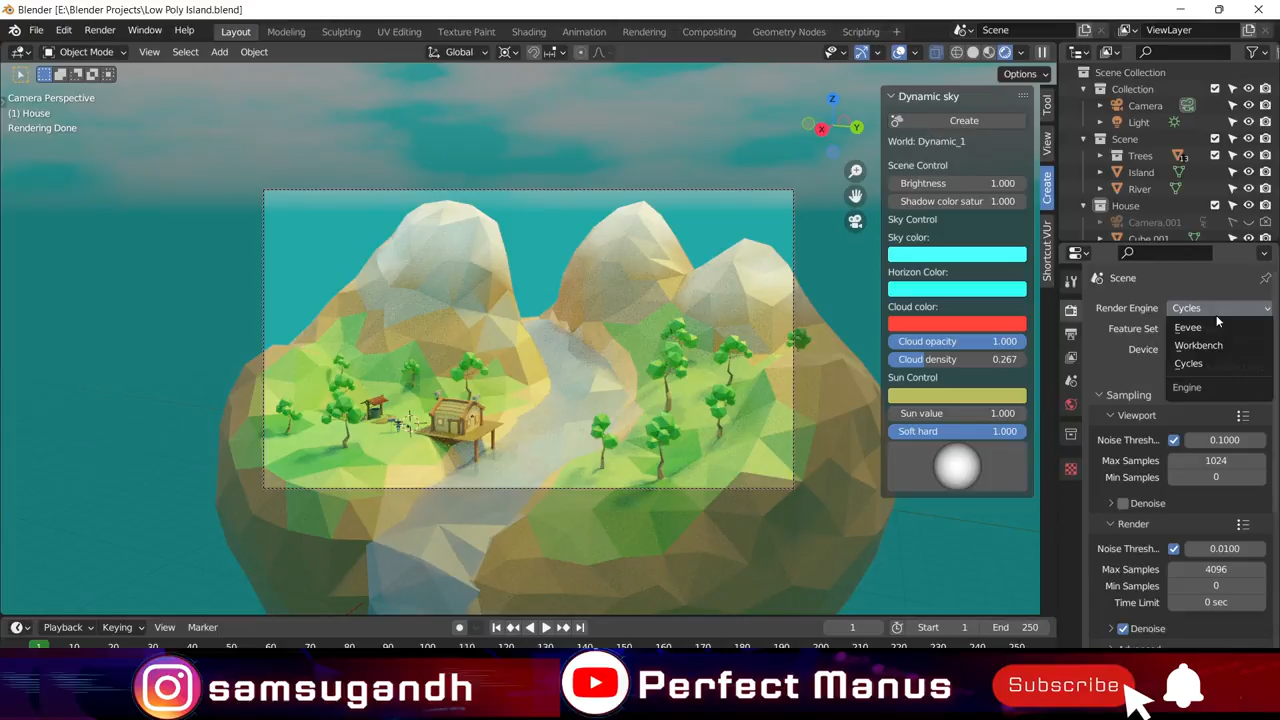 Blender [E:\Blender Projects\Low Poly Island.blend]
File Edit Render Window Help Layout Modeling Sculpting UV Editing Texture Paint Shading Animation Rendering Compositing Geometry Nodes Scripting + Scene ViewLayer
Object Mode View Select Add Object Global
Options
Camera Perspective
(1) House
Rendering Done
Z
X
Y
Dynamic sky
Create
World: Dynamic_1
Scene Control
Brightness 1.000
Shadow color satur 1.000
Sky Control
Sky color:
Horizon Color:
Cloud color:
Cloud opacity 1.000
Cloud density 0.267
Sun Control
Sun value 1.000
Soft hard 1.000
Tool
View
Create
Shortcut VUr
Scene Collection
Collection
Camera
Light
Scene
Trees 13
Island
River
House
Camera.001
Cube.001
Scene
Render Engine Cycles
Eevee
Workbench
Cycles
Engine
Feature Set
Device
Sampling
Viewport
Noise Thresh... 0.1000
Max Samples 1024
Min Samples 0
Denoise
Render
Noise Thresh... 0.0100
Max Samples 4096
Min Samples 0
Time Limit 0 sec
Denoise
Playback Keying View Marker 1 Start 1 End 250
samsugandh Perfect Manus Subscribe